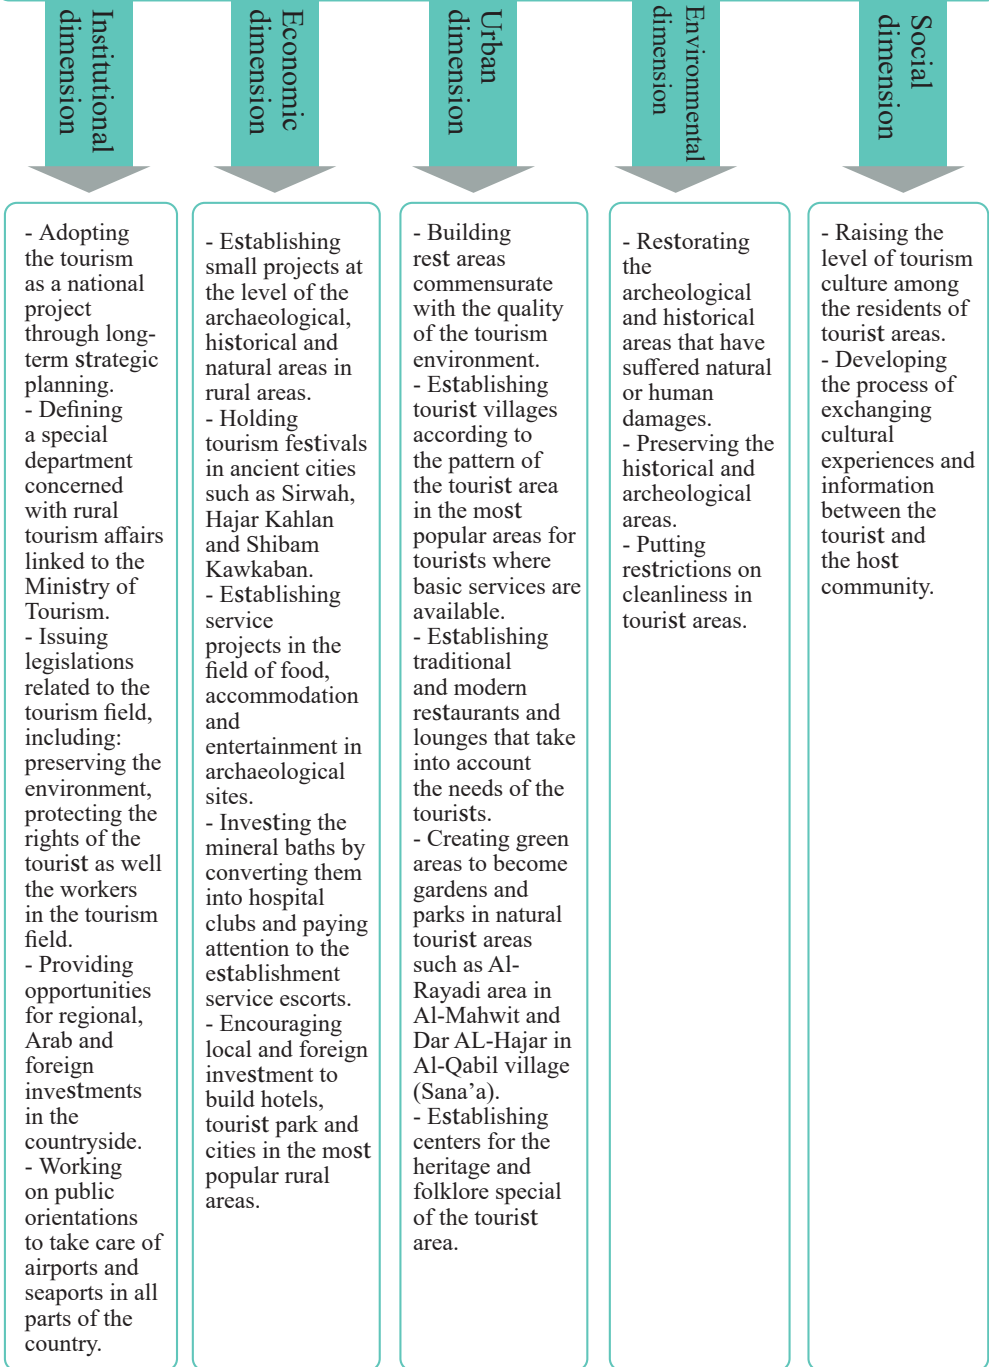 Institutional
dimension
- Adopting
the tourism
as a national
project
through long-
term strategic
planning.
- Defining
a special
department
concerned
with rural
tourism affairs
linked to the
Ministry of
Tourism.
- Issuing
legislations
related to the
tourism field,
including:
preserving the
environment,
protecting the
rights of the
tourist as well
the workers
in the tourism
field.
- Providing
opportunities
for regional,
Arab and
foreign
investments
in the
countryside.
- Working
on public
orientations
to take care of
airports and
seaports in all
parts of the
country.
Economic
dimension
- Establishing
small projects at
the level of the
archaeological,
historical and
natural areas in
rural areas.
- Holding
tourism festivals
in ancient cities
such as Sirwah,
Hajar Kahlan
and Shibam
Kawkaban.
- Establishing
service
projects in the
field of food,
accommodation
and
entertainment in
archaeological
sites.
- Investing the
mineral baths by
converting them
into hospital
clubs and paying
attention to the
establishment
service escorts.
- Encouraging
local and foreign
investment to
build hotels,
tourist park and
cities in the most
popular rural
areas.
Urban
dimension
- Building
rest areas
commensurate
with the quality
of the tourism
environment.
- Establishing
tourist villages
according to
the pattern of
the tourist area
in the most
popular areas for
tourists where
basic services are
available.
- Establishing
traditional
and modern
restaurants and
lounges that take
into account
the needs of the
tourists.
- Creating green
areas to become
gardens and
parks in natural
tourist areas
such as Al-
Rayadi area in
Al-Mahwit and
Dar AL-Hajar in
Al-Qabil village
(Sana’a).
- Establishing
centers for the
heritage and
folklore special
of the tourist
area.
Environmental
dimension
- Restorating
the
archeological
and historical
areas that have
suffered natural
or human
damages.
- Preserving the
historical and
archeological
areas.
- Putting
restrictions on
cleanliness in
tourist areas.
Social
dimension
- Raising the
level of tourism
culture among
the residents of
tourist areas.
- Developing
the process of
exchanging
cultural
experiences and
information
between the
tourist and
the host
community.